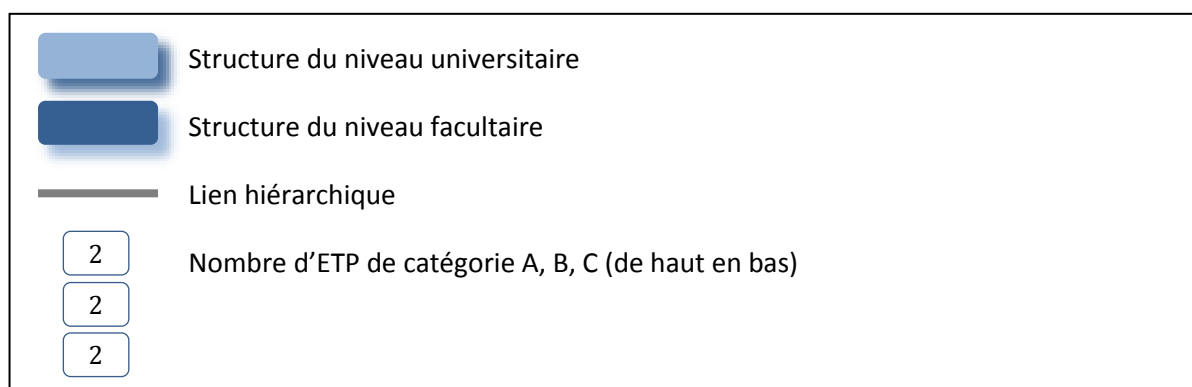 Structure du niveau universitaire
Structure du niveau facultaire
Lien hiérarchique
2
Nombre d’ETP de catégorie A, B, C (de haut en bas)
2
2